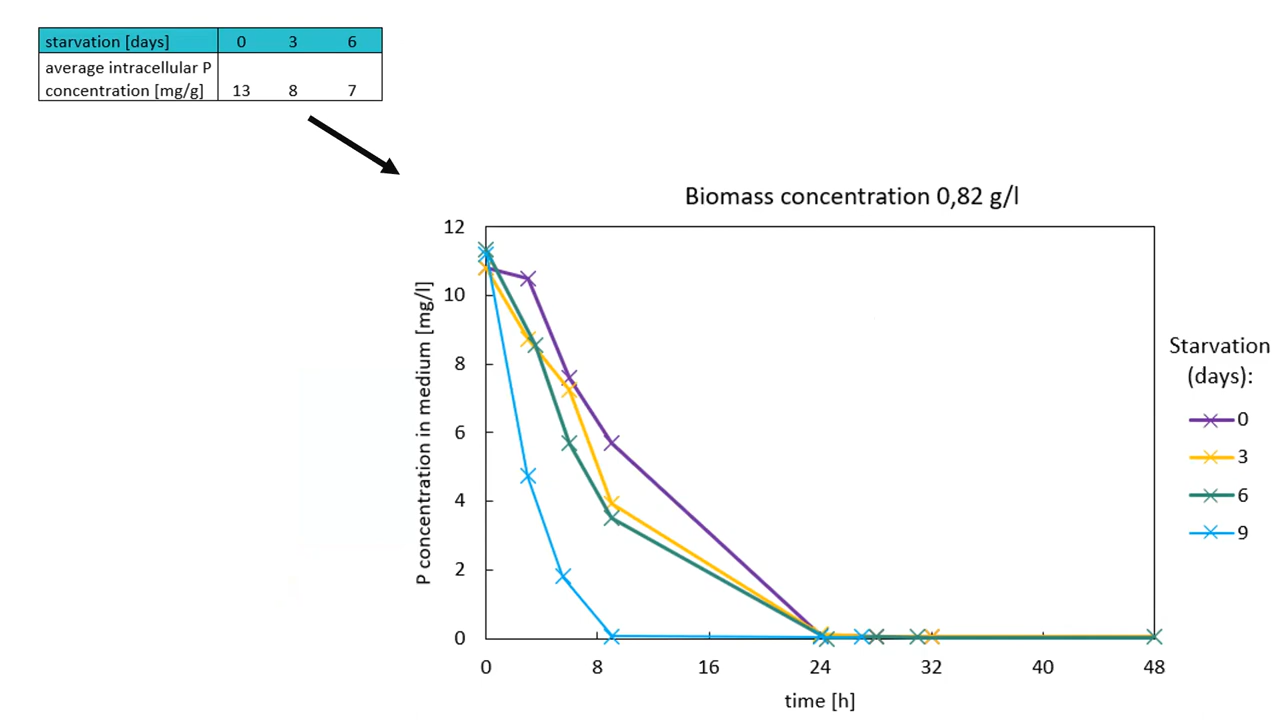 starvation [days] 0 3 6
average intracellular P
concentration [mg/g] 13 8 7
Biomass concentration 0,82 g/l
P concentration in medium [mg/l]
12
10
8
6
4
2
0
0 8 16 24 32 40 48
time [h]
Starvation
(days):
0
3
6
9